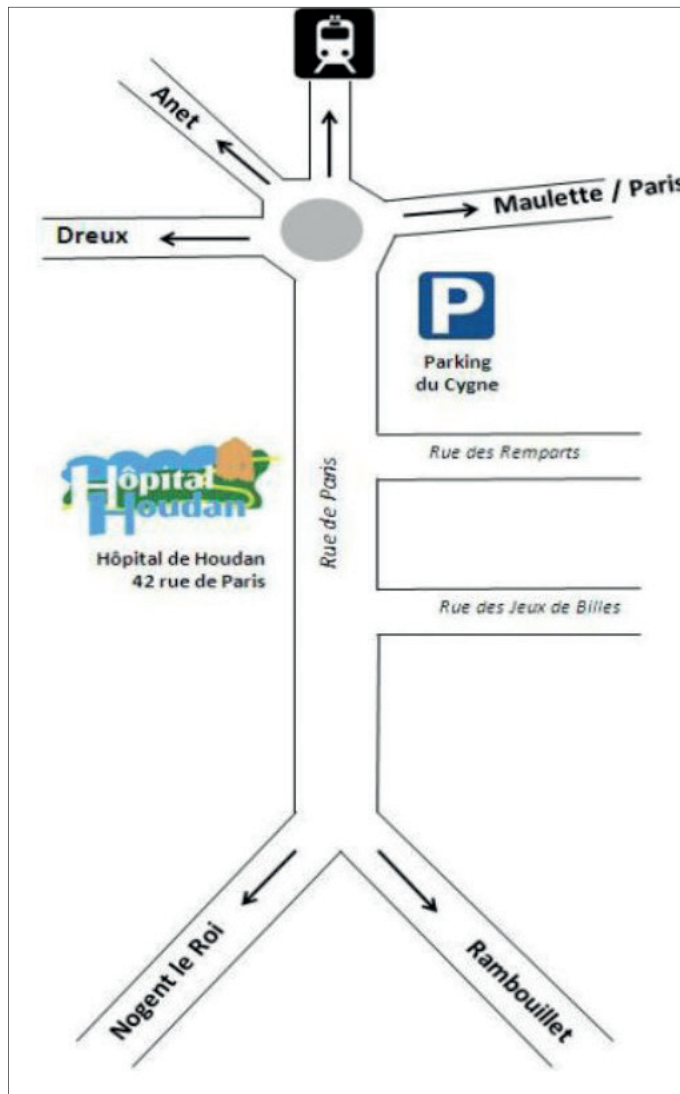 Anet
Maulette / Paris
Dreux
P
Parking
du Cygne
Rue des Remparts
Hôpital
Houdan
Rue de Paris
Hôpital de Houdan
42 rue de Paris
Rue des Jeux de Billes
Nogent le Roi
Rambouillet